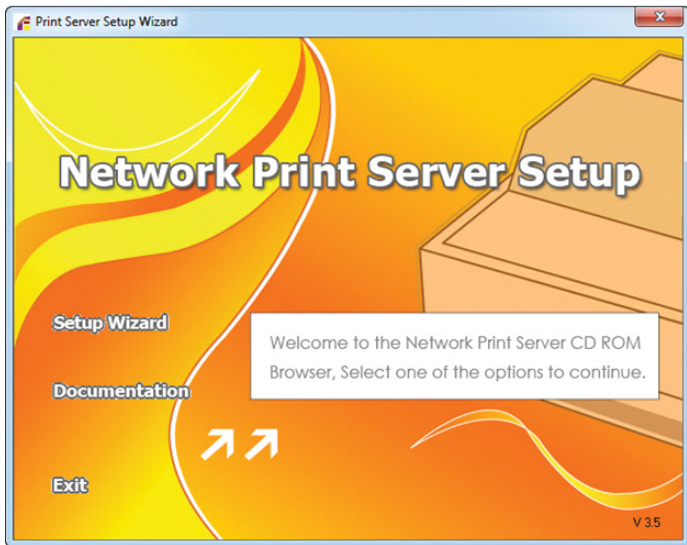 Print Server Setup Wizard
Network Print Server Setup
Setup Wizard
Welcome to the Network Print Server CD ROM
Browser, Select one of the options to continue.
Documentation
Exit
V 3.5